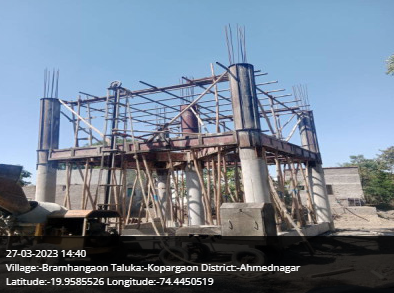 27-03-2023 14:40
Village:-Bramhangaon Taluka:-Kopargaon District:-Ahmednagar
Latitude:-19.9585526 Longitude:-74.4450519